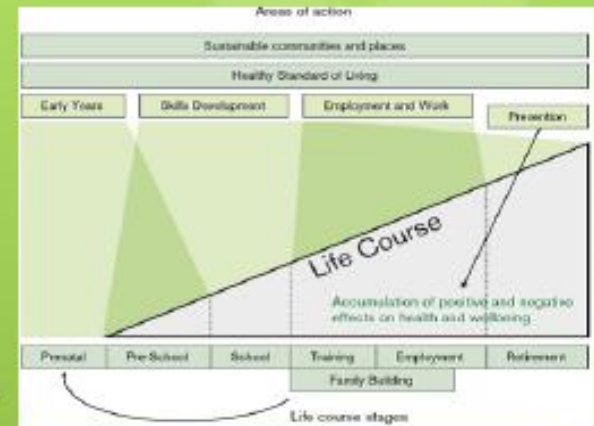 Areas of action
Sustainable communities and places
Healthy Standard of Living
Early Years
Skills Development
Employment and Work
Prevention
Life Course
Accumulation of positive and negative
effects on health and wellbeing
Prenatal
Pre-School
School
Training
Employment
Retirement
Family Building
Life course stages